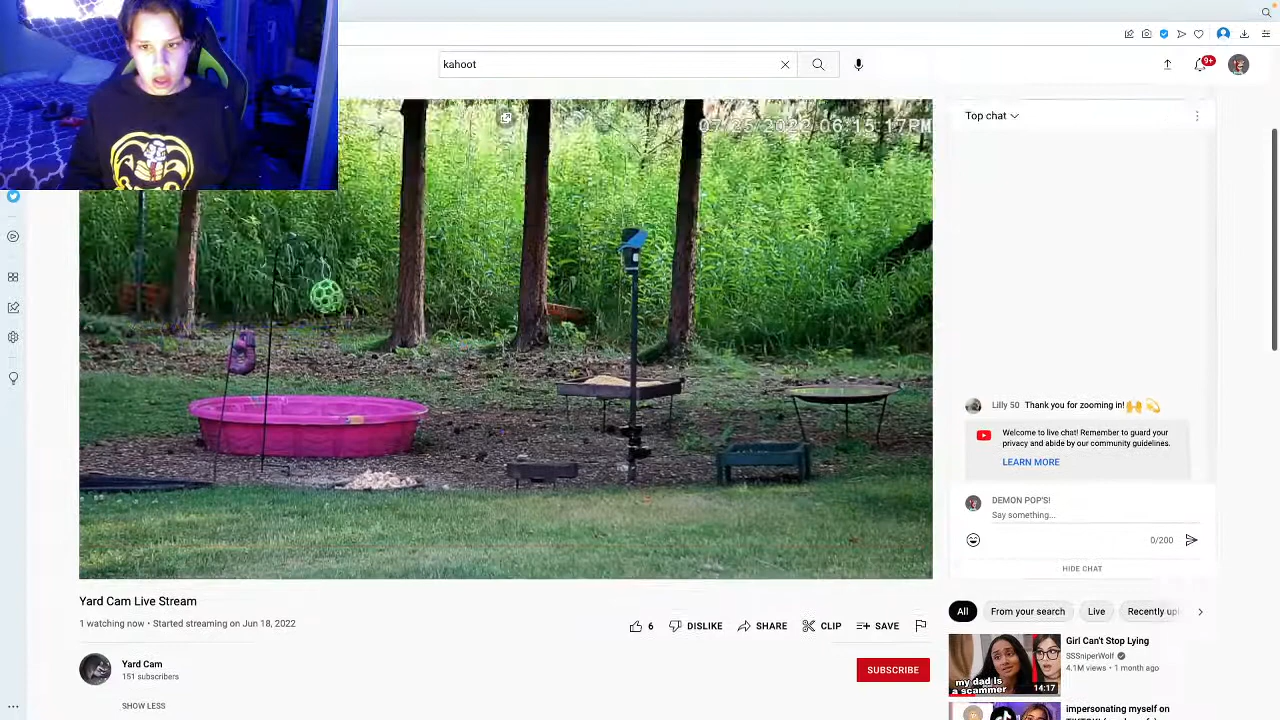 kahoot
9+
07/25/2022 06:15:17PM
Top chat
Lilly 50 Thank you for zooming in!
Welcome to live chat! Remember to guard your
privacy and abide by our community guidelines.
LEARN MORE
DEMON POP'S!
Say something...
0/200
HIDE CHAT
Yard Cam Live Stream
1 watching now • Started streaming on Jun 18, 2022
6
DISLIKE
SHARE
CLIP
SAVE
All
From your search
Live
Recently upl
Yard Cam
151 subscribers
SUBSCRIBE
SHOW LESS
my dad is
a scammer
14:17
Girl Can't Stop Lying
SSSniperWolf
4.1M views • 1 month ago
impersonating myself on